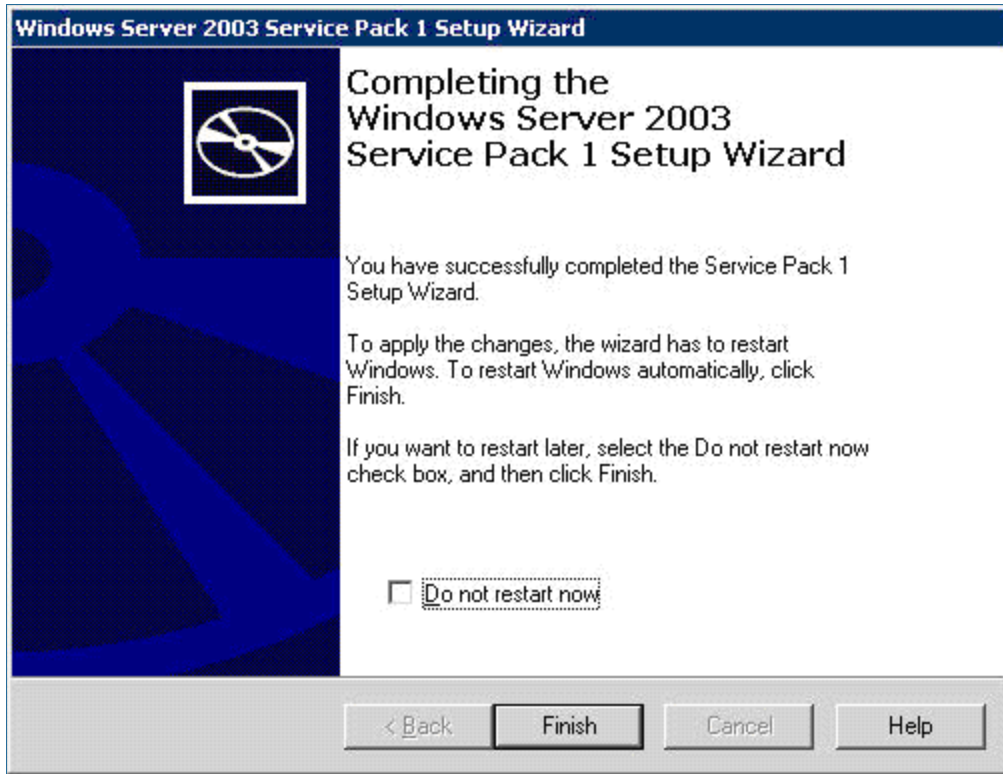 Windows Server 2003 Service Pack 1 Setup Wizard
Completing the
Windows Server 2003
Service Pack 1 Setup Wizard
You have successfully completed the Service Pack 1
Setup Wizard.
To apply the changes, the wizard has to restart
Windows. To restart Windows automatically, click
Finish.
If you want to restart later, select the Do not restart now
check box, and then click Finish.
Do not restart now
< Back
Finish
Cancel
Help